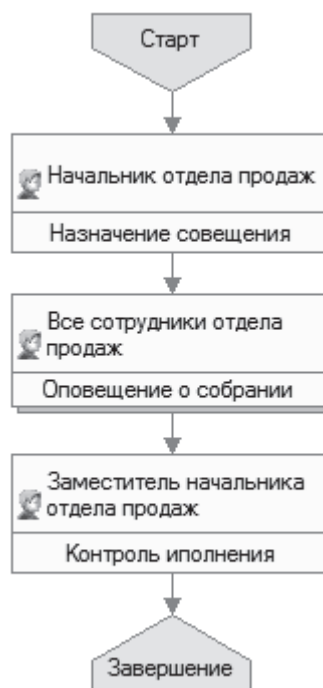 Старт
Начальник отдела продаж
Назначение совещения
Все сотрудники отдела
продаж
Оповещение о собрании
Заместитель начальника
отдела продаж
Контроль иполнения
Завершение